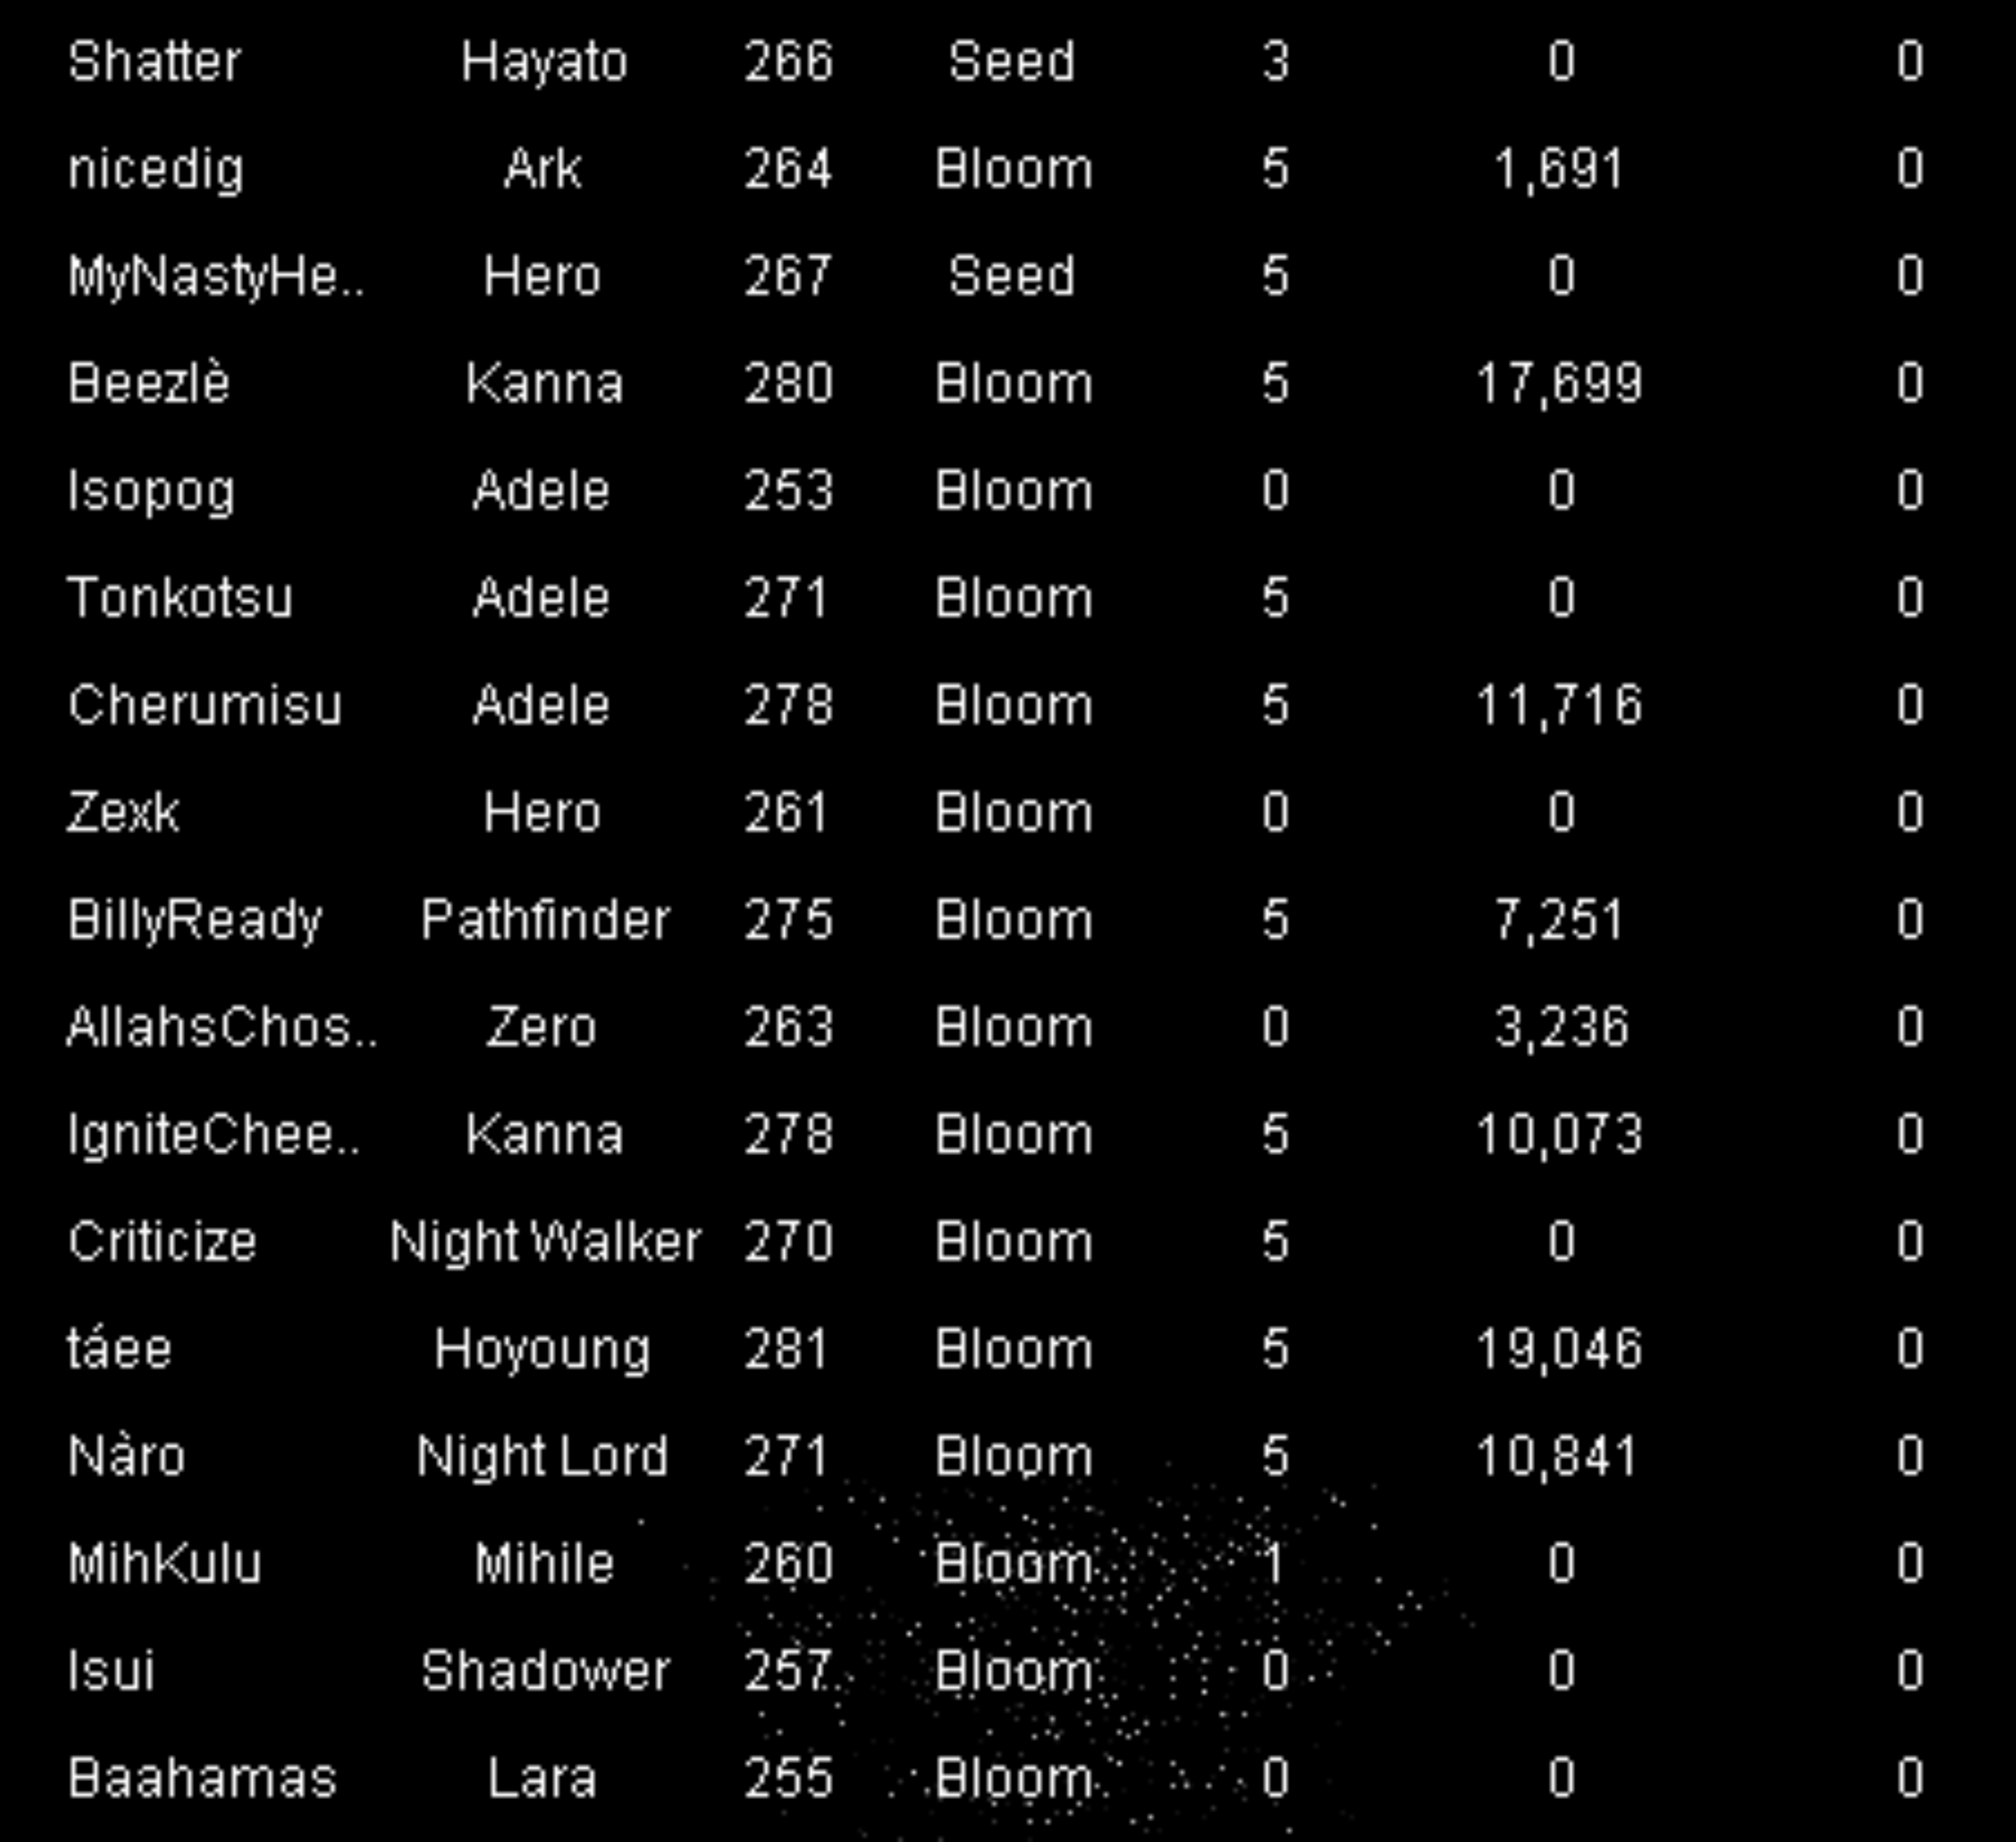 Shatter Hayato 266 Seed 3 0 0
nicedig Ark 264 Bloom 5 1,691 0
MyNastyHe.. Hero 267 Seed 5 0 0
Beezlè Kanna 280 Bloom 5 17,699 0
Isopog Adele 253 Bloom 0 0 0
Tonkotsu Adele 271 Bloom 5 0 0
Cherumisu Adele 278 Bloom 5 11,716 0
Zexk Hero 261 Bloom 0 0 0
BillyReady Pathfinder 275 Bloom 5 7,251 0
AllahsChos.. Zero 263 Bloom 0 3,236 0
IgniteChee.. Kanna 278 Bloom 5 10,073 0
Criticize Night Walker 270 Bloom 5 0 0
táee Hoyoung 281 Bloom 5 19,046 0
Nàro Night Lord 271 Bloom 5 10,841 0
MihKulu Mihile 260 Bloom 1 0 0
Isui Shadower 257 Bloom 0 0 0
Baahamas Lara 255 Bloom 0 0 0